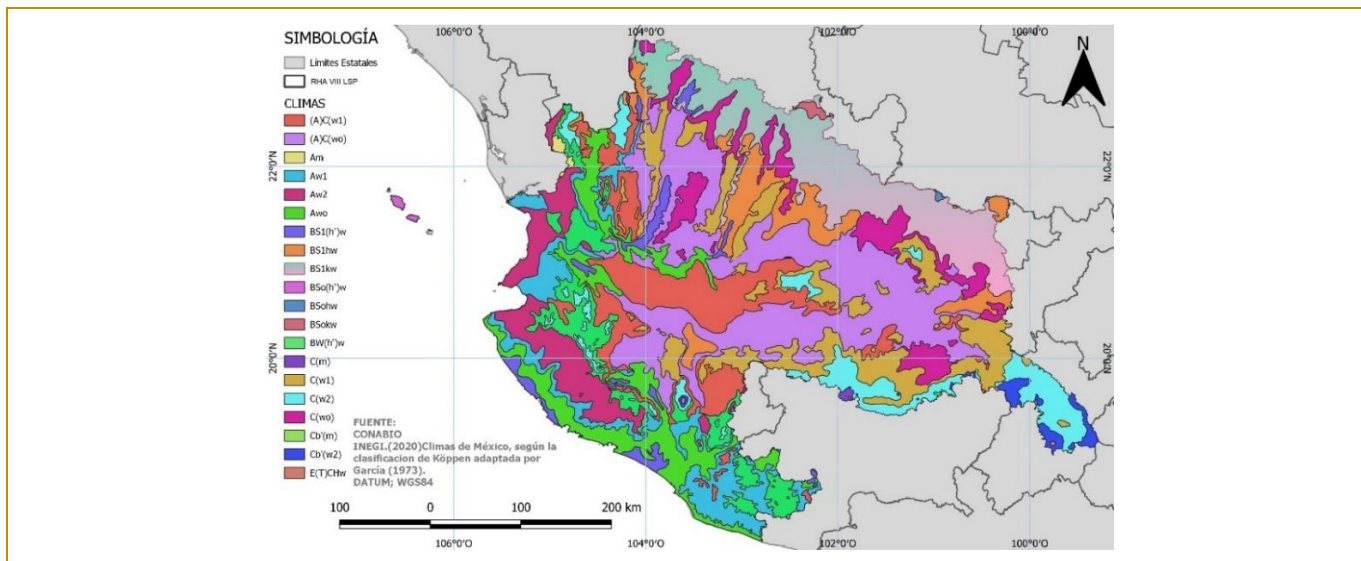 SIMBOLOGÍA
Límites Estatales
RHA VIII LSP
CLIMAS
(A)C(w1)
(A)C(wo)
Am
Aw1
Aw2
Awo
BS1(h')w
BS1hw
BS1kw
BSo(h')w
BSohw
BSokw
BW(h')w
C(m)
C(w1)
C(w2)
C(wo)
Cb'(m)
Cb'(w2)
E(T)CHw
106°0'O
104°0'O
102°0'O
100°0'O
N
22°0'N
22°0'N
20°0'N
20°0'N
FUENTE:
CONABIO
INEGI.(2020)Climas de México, según la
clasificacion de Köppen adaptada por
García (1973).
DATUM; WGS84
100
0
100
200 km
106°0'O
104°0'O
102°0'O
100°0'O